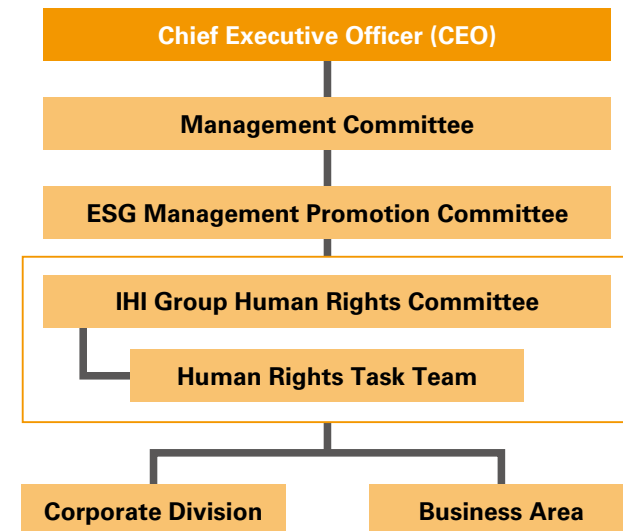 Chief Executive Officer (CEO)
Management Committee
ESG Management Promotion Committee
IHI Group Human Rights Committee
Human Rights Task Team
Corporate Division
Business Area